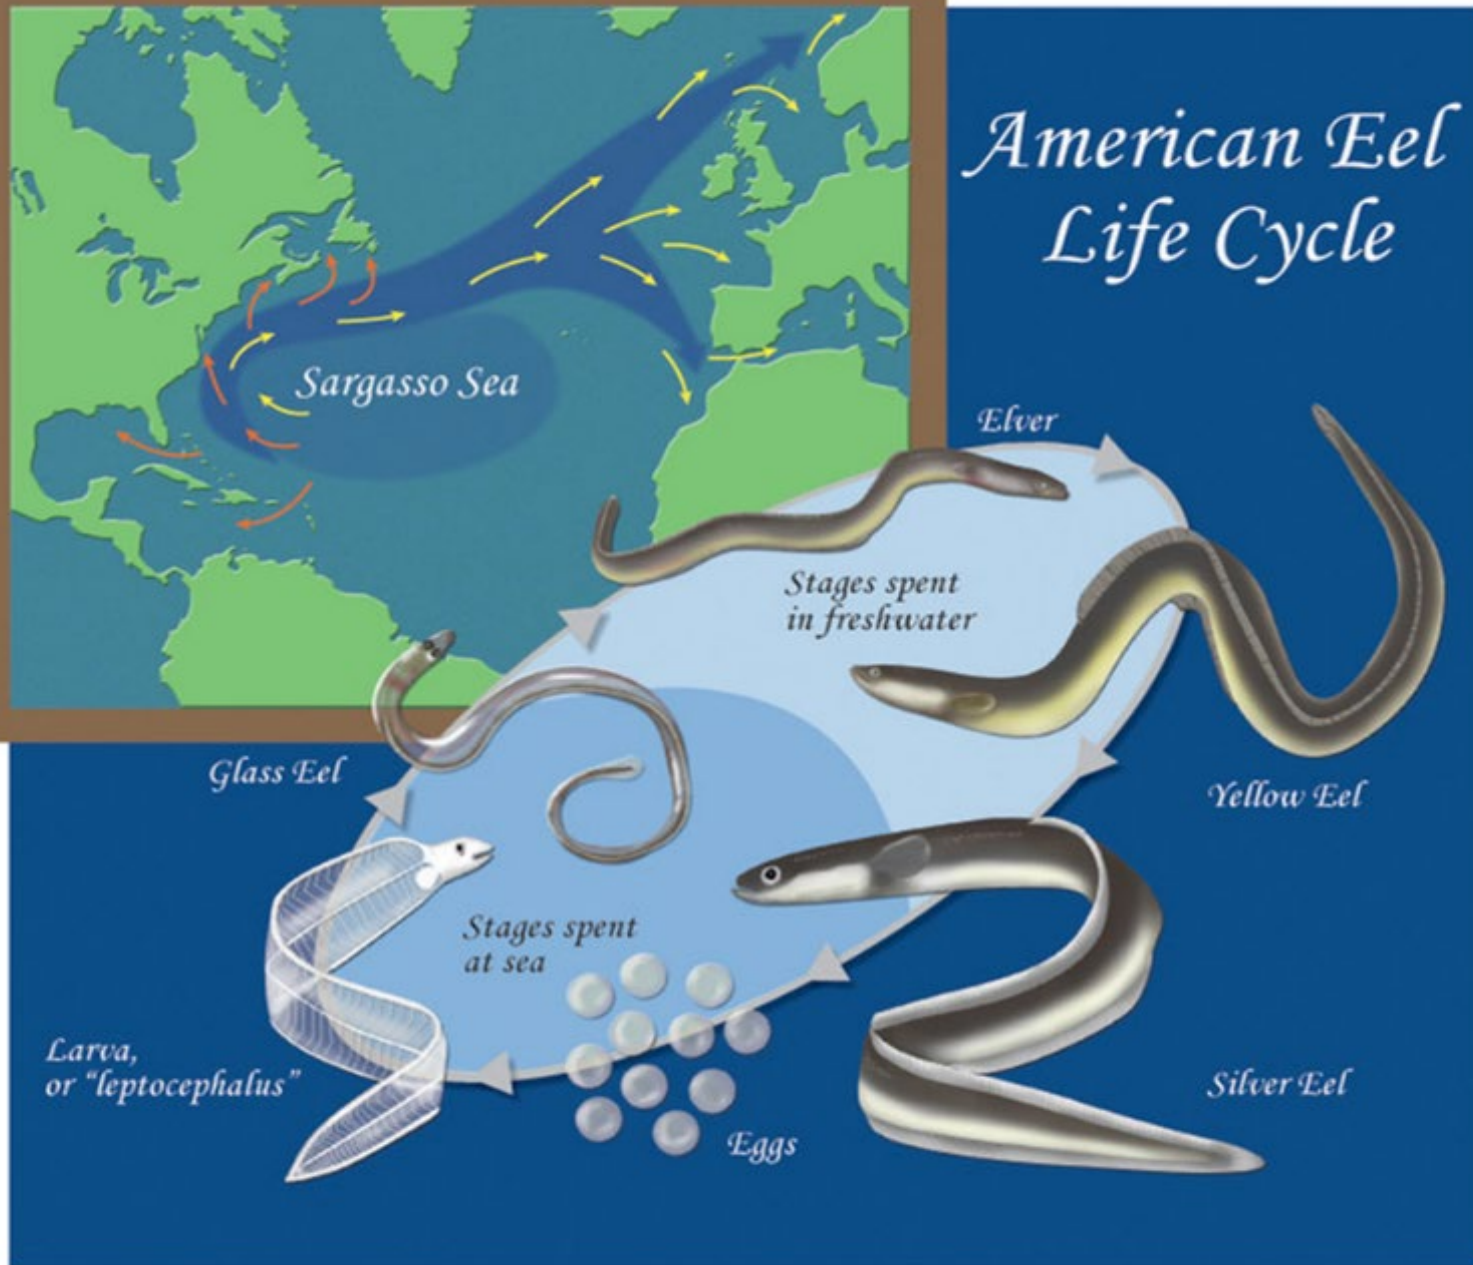 American Eel
Life Cycle
Sargasso Sea
Elver
Stages spent
in freshwater
Glass Eel
Yellow Eel
Stages spent
at sea
Larva,
or “leptocephalus”
Eggs
Silver Eel